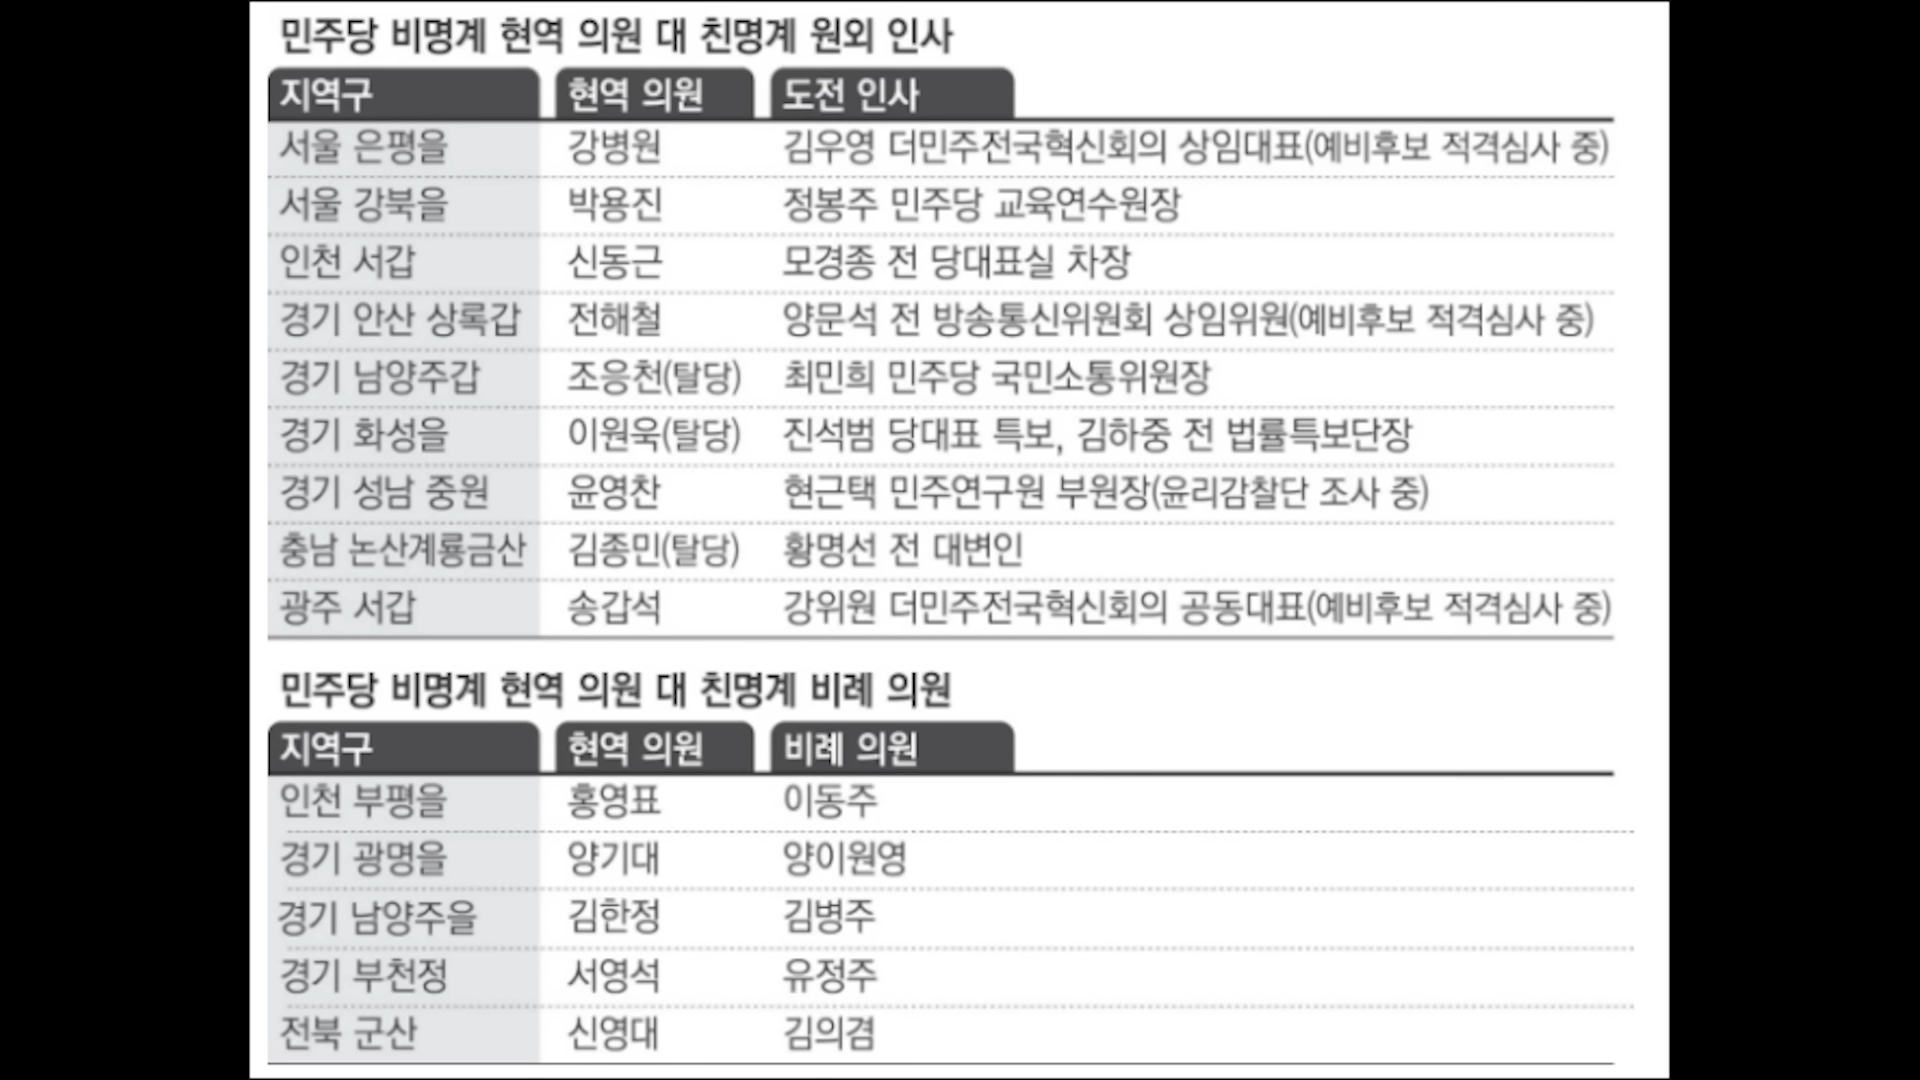 민주당 비명계 현역 의원 대 친명계 원외 인사
지역구 현역 의원 도전 인사
서울 은평을 강병원 김우영 더민주전국혁신회의 상임대표(예비후보 적격심사 중)
서울 강북을 박용진 정봉주 민주당 교육연수원장
인천 서갑 신동근 모경종 전 당대표실 차장
경기 안산 상록갑 전해철 양문석 전 방송통신위원회 상임위원(예비후보 적격심사 중)
경기 남양주갑 조응천(탈당) 최민희 민주당 국민소통위원장
경기 화성을 이원욱(탈당) 진석범 당대표 특보, 김하중 전 법률특보단장
경기 성남 중원 윤영찬 현근택 민주연구원 부원장(윤리감찰단 조사 중)
충남 논산계룡금산 김종민(탈당) 황명선 전 대변인
광주 서갑 송갑석 강위원 더민주전국혁신회의 공동대표(예비후보 적격심사 중)
민주당 비명계 현역 의원 대 친명계 비례 의원
지역구 현역 의원 비례 의원
인천 부평을 홍영표 이동주
경기 광명을 양기대 양이원영
경기 남양주을 김한정 김병주
경기 부천정 서영석 유정주
전북 군산 신영대 김의겸